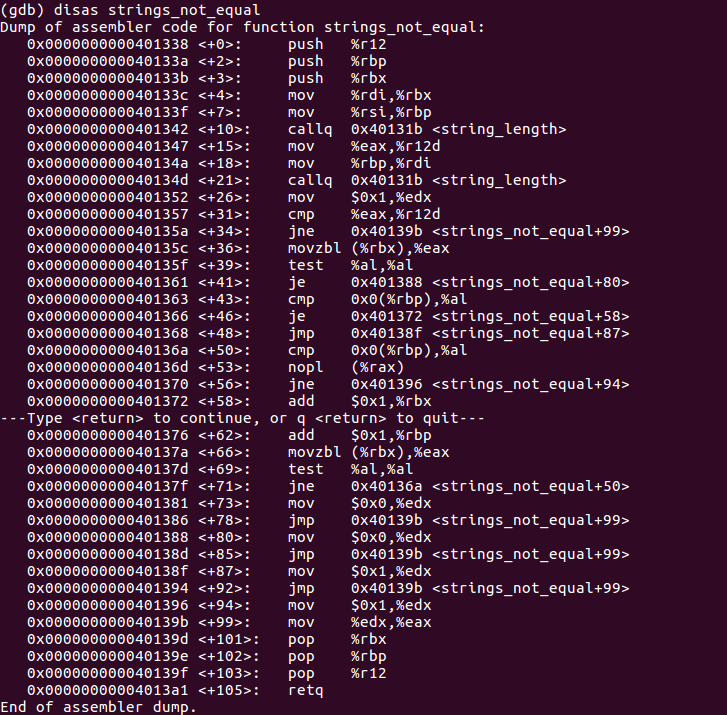 (gdb) disas strings_not_equal
Dump of assembler code for function strings_not_equal:
   0x0000000000401338 <+0>:     push   %r12
   0x000000000040133a <+2>:     push   %rbp
   0x000000000040133b <+3>:     push   %rbx
   0x000000000040133c <+4>:     mov    %rdi,%rbx
   0x000000000040133f <+7>:     mov    %rsi,%rbp
   0x0000000000401342 <+10>:    callq  0x40131b <string_length>
   0x0000000000401347 <+15>:    mov    %eax,%r12d
   0x000000000040134a <+18>:    mov    %rbp,%rdi
   0x000000000040134d <+21>:    callq  0x40131b <string_length>
   0x0000000000401352 <+26>:    mov    $0x1,%edx
   0x0000000000401357 <+31>:    cmp    %eax,%r12d
   0x000000000040135a <+34>:    jne    0x40139b <strings_not_equal+99>
   0x000000000040135c <+36>:    movzbl (%rbx),%eax
   0x000000000040135f <+39>:    test   %al,%al
   0x0000000000401361 <+41>:    je     0x401388 <strings_not_equal+80>
   0x0000000000401363 <+43>:    cmp    0x0(%rbp),%al
   0x0000000000401366 <+46>:    je     0x401372 <strings_not_equal+58>
   0x0000000000401368 <+48>:    jmp    0x40138f <strings_not_equal+87>
   0x000000000040136a <+50>:    cmp    0x0(%rbp),%al
   0x000000000040136d <+53>:    nopl   (%rax)
   0x0000000000401370 <+56>:    jne    0x401396 <strings_not_equal+94>
   0x0000000000401372 <+58>:    add    $0x1,%rbx
---Type <return> to continue, or q <return> to quit---
   0x0000000000401376 <+62>:    add    $0x1,%rbp
   0x000000000040137a <+66>:    movzbl (%rbx),%eax
   0x000000000040137d <+69>:    test   %al,%al
   0x000000000040137f <+71>:    jne    0x40136a <strings_not_equal+50>
   0x0000000000401381 <+73>:    mov    $0x0,%edx
   0x0000000000401386 <+78>:    jmp    0x40139b <strings_not_equal+99>
   0x0000000000401388 <+80>:    mov    $0x0,%edx
   0x000000000040138d <+85>:    jmp    0x40139b <strings_not_equal+99>
   0x000000000040138f <+87>:    mov    $0x1,%edx
   0x0000000000401394 <+92>:    jmp    0x40139b <strings_not_equal+99>
   0x0000000000401396 <+94>:    mov    $0x1,%edx
   0x000000000040139b <+99>:    mov    %edx,%eax
   0x000000000040139d <+101>:   pop    %rbx
   0x000000000040139e <+102>:   pop    %rbp
   0x000000000040139f <+103>:   pop    %r12
   0x00000000004013a1 <+105>:   retq
End of assembler dump.